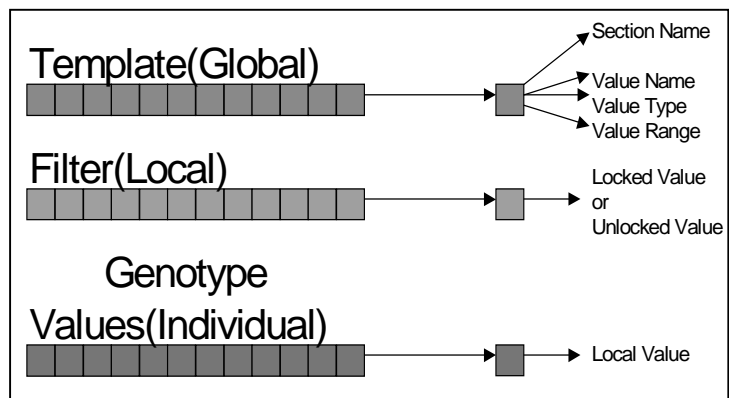 Template(Global)
Section Name
Value Name
Value Type
Value Range
Filter(Local)
Locked Value
or
Unlocked Value
Genotype
Values(Individual)
Local Value